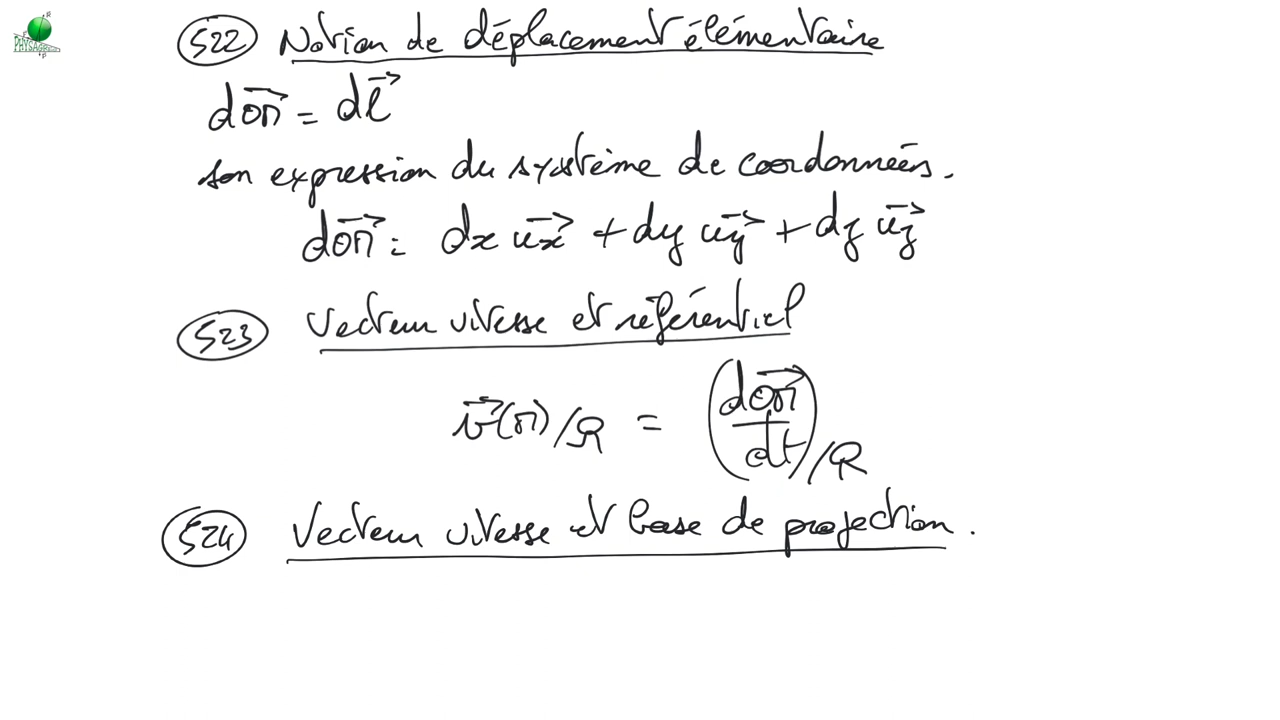 522 Notion de déplacement élémentaire
dOM = dl
son expression du système de coordonnées.
dOM = dx ux + dy uy + dz uz
523 Vecteur vitesse et référentiel
v(M)/R = (dOM/dt)/R
524 Vecteur vitesse et base de projection.